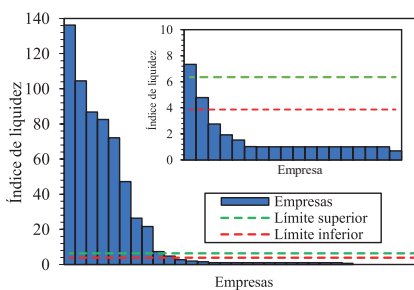 140
120
100
80
60
40
20
0
Índice de liquidez
Empresas
10
8
6
4
2
0
Índice de liquidez
Empresa
Empresas
Límite superior
Límite inferior